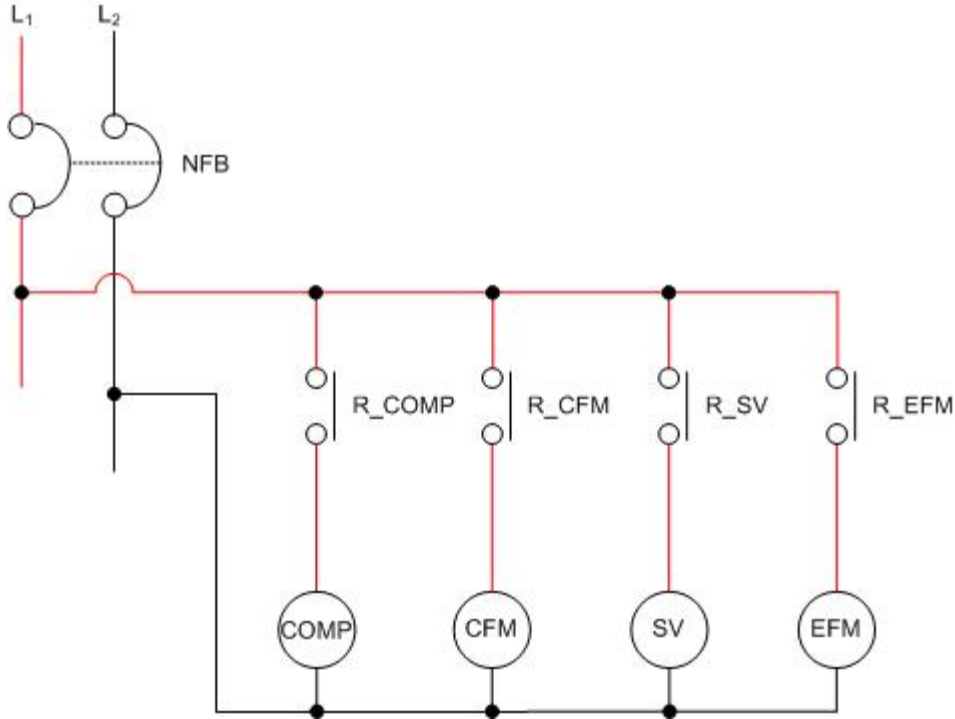 L₁ L₂
NFB
R_COMP R_CFM R_SV R_EFM
COMP CFM SV EFM